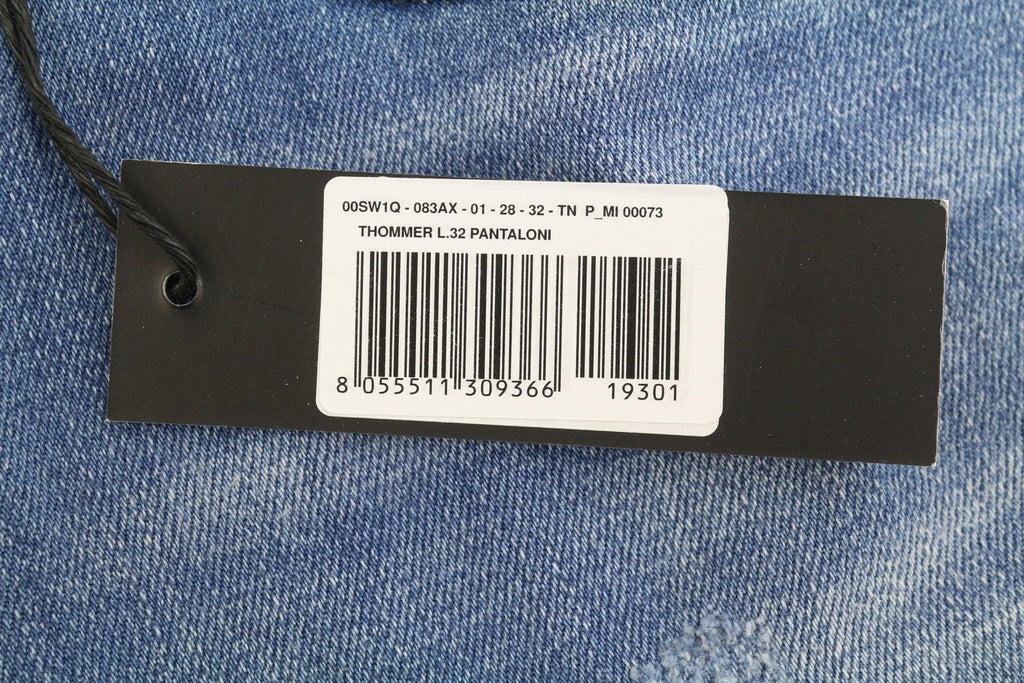 00SW1Q - 083AX - 01 - 28 - 32 - TN P_MI 00073
THOMMER L.32 PANTALONI
8 055511 309366 19301